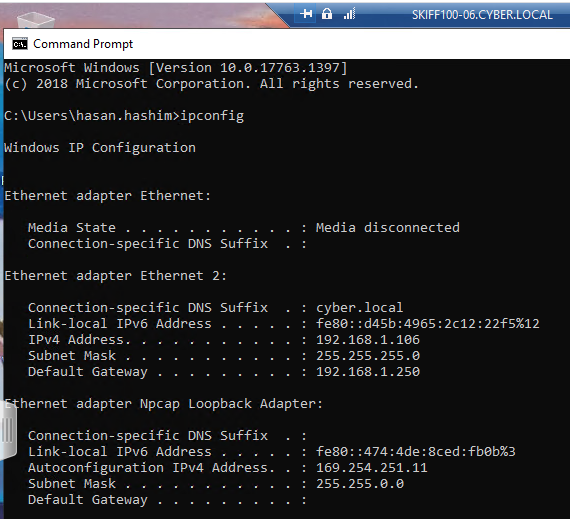 SKIFF100-06.CYBER.LOCAL
Command Prompt
Microsoft Windows [Version 10.0.17763.1397]
(c) 2018 Microsoft Corporation. All rights reserved.
C:\Users\hasan.hashim>ipconfig
Windows IP Configuration
Ethernet adapter Ethernet:
Media State . . . . . . . . . . . : Media disconnected
Connection-specific DNS Suffix  . :
Ethernet adapter Ethernet 2:
Connection-specific DNS Suffix  . : cyber.local
Link-local IPv6 Address . . . . . : fe80::d45b:4965:2c12:22f5%12
IPv4 Address. . . . . . . . . . . : 192.168.1.106
Subnet Mask . . . . . . . . . . . : 255.255.255.0
Default Gateway . . . . . . . . . : 192.168.1.250
Ethernet adapter Npcap Loopback Adapter:
Connection-specific DNS Suffix  . :
Link-local IPv6 Address . . . . . : fe80::474:4de:8ced:fb0b%3
Autoconfiguration IPv4 Address. . : 169.254.251.11
Subnet Mask . . . . . . . . . . . : 255.255.0.0
Default Gateway . . . . . . . . . :